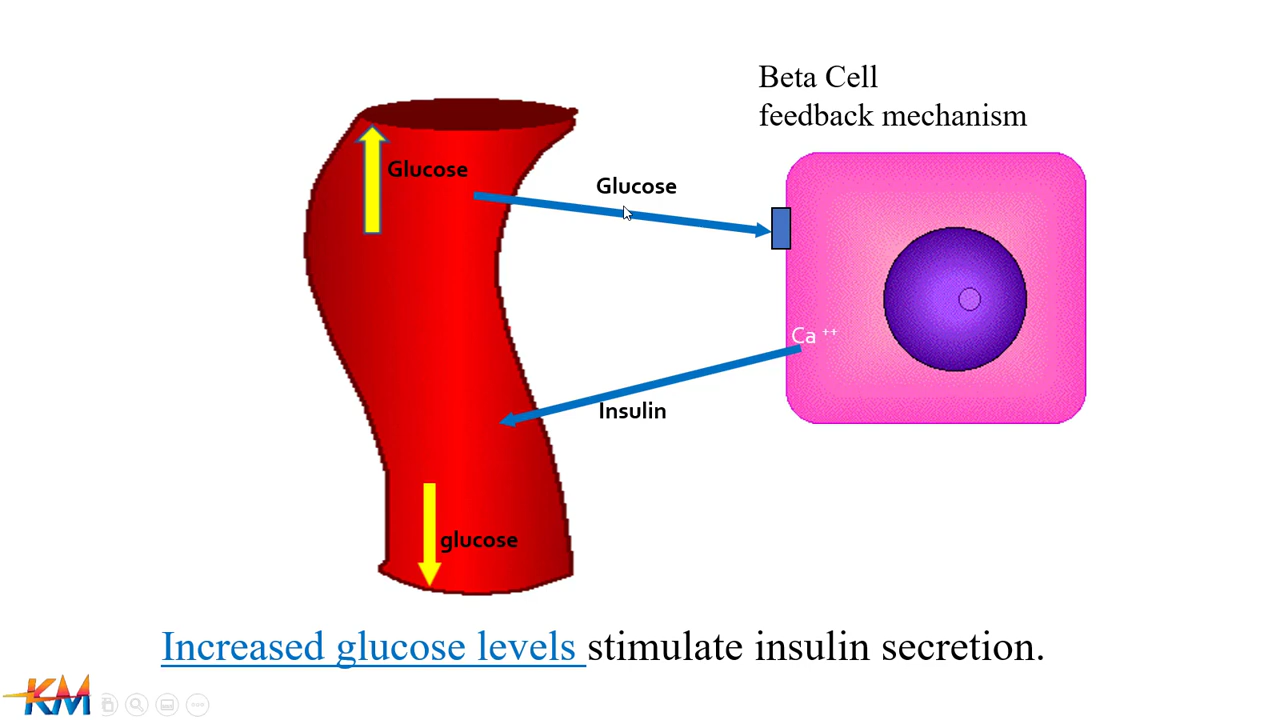 Beta Cell
feedback mechanism
Glucose
Glucose
Ca ++
Insulin
glucose
Increased glucose levels stimulate insulin secretion.
KM